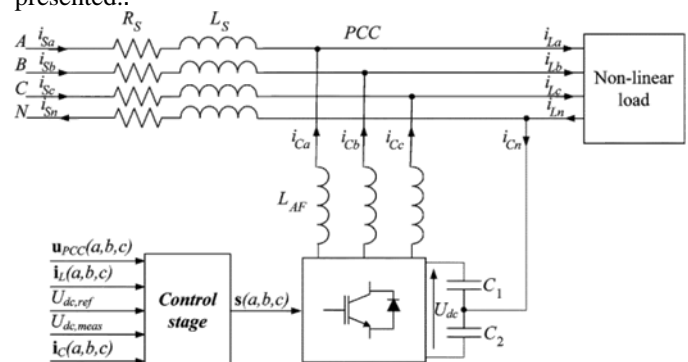 presented..
R_S L_S
A i_Sa PCC i_La
B i_Sb i_Lb
C i_Sc i_Lc
N i_Sn i_Ln
Non-linear
load
i_Ca i_Cb i_Cc i_Cn
L_AF
u_PCC(a,b,c)
i_L(a,b,c)
U_dc,ref
U_dc,meas
i_C(a,b,c)
Control
stage
s(a,b,c)
U_dc
C_1
C_2